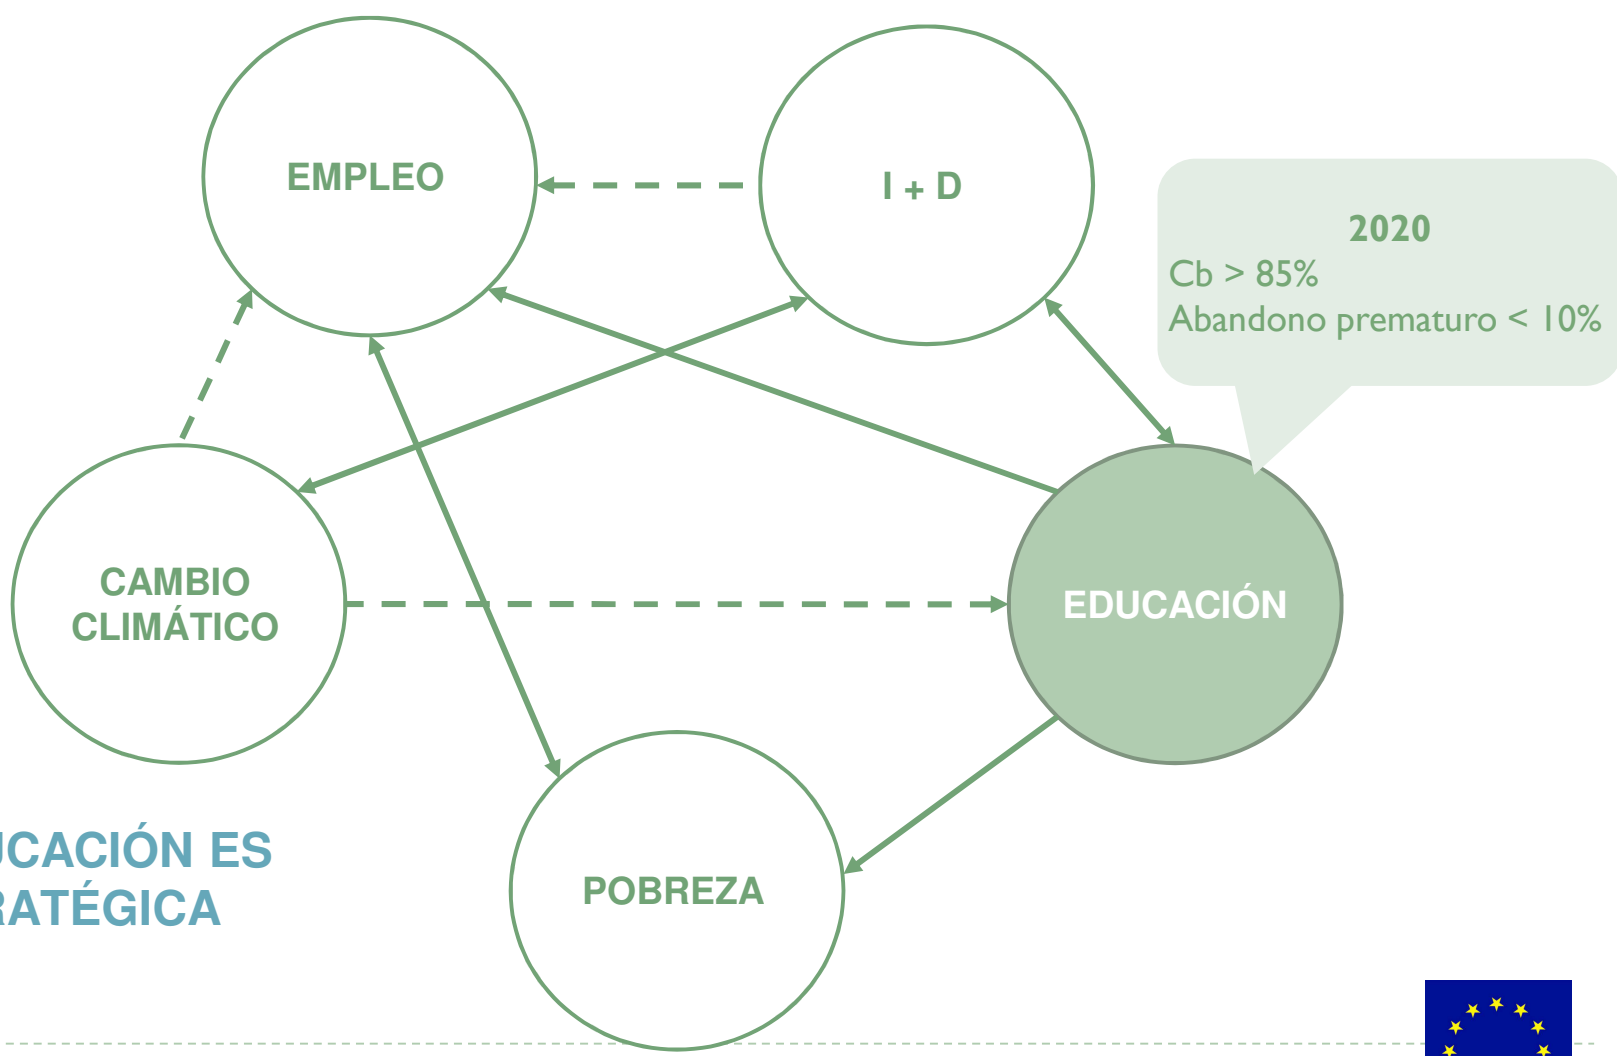 EMPLEO
I + D
2020
Cb > 85%
Abandono prematuro < 10%
CAMBIO
CLIMÁTICO
EDUCACIÓN
POBREZA
UCACIÓN ES
RATÉGICA